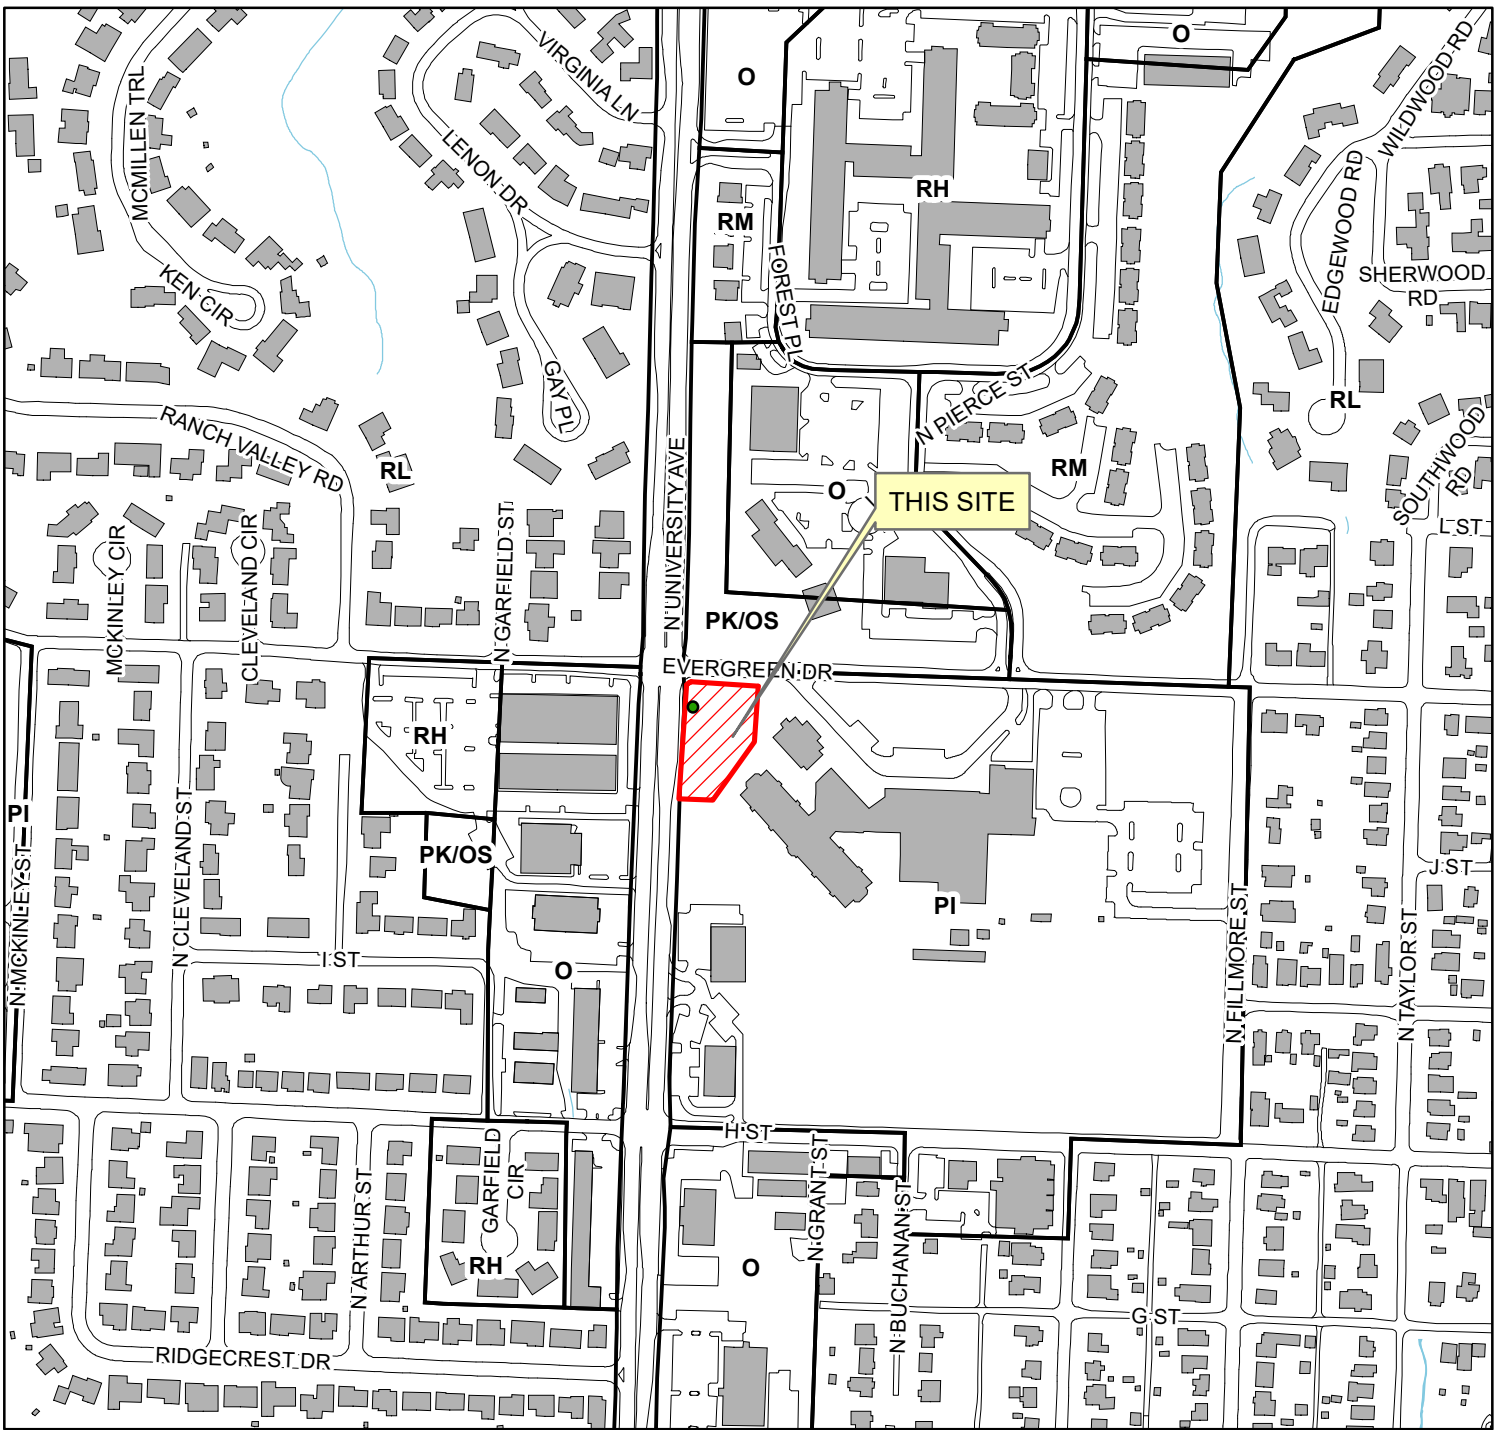 O
O
VIRGINIA LN
WILDWOOD RD
MCMILLEN TRL
LENON DR
RH
RM
EDGEWOOD RD
FOREST PL
SHERWOOD
RD
KEN CIR
GAY PL
N PIERCE ST
RL
RANCH VALLEY RD
RL
RM
SOUTHWOOD
RD
N UNIVERSITY AVE
O
THIS SITE
L ST
MCKINLEY CIR
CLEVELAND CIR
N GARFIELD ST
PK/OS
EVERGREEN DR
RH
PI
N CLEVELAND ST
PK/OS
N MCKINLEY ST
J ST
PI
N FILLMORE ST
N TAYLOR ST
I ST
O
H ST
GARFIELD
CIR
N GRANT ST
N ARTHUR ST
N BUCHANAN ST
RH
O
G ST
RIDGECREST DR